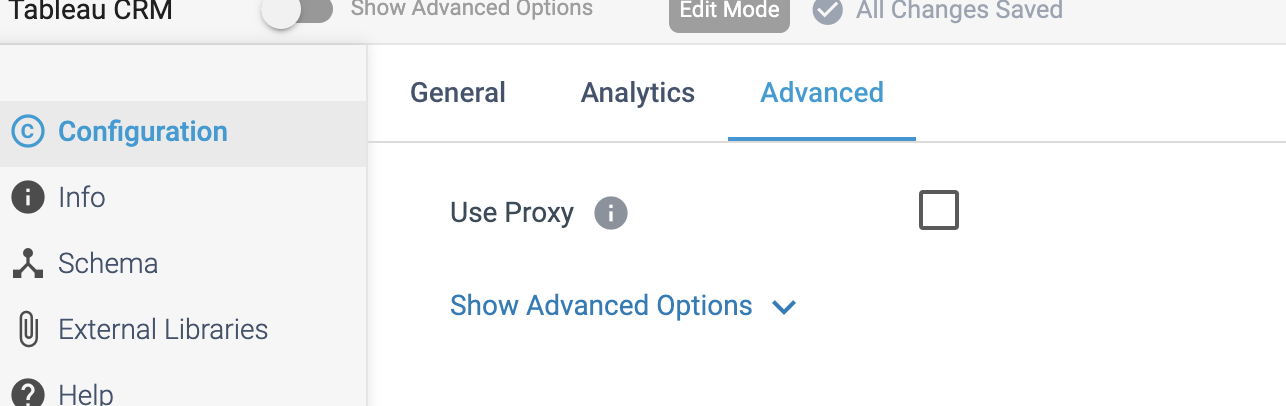 Tableau CRM
Show Advanced Options
Edit Mode
All Changes Saved
General
Analytics
Advanced
Configuration
Info
Schema
External Libraries
Help
Use Proxy
Show Advanced Options